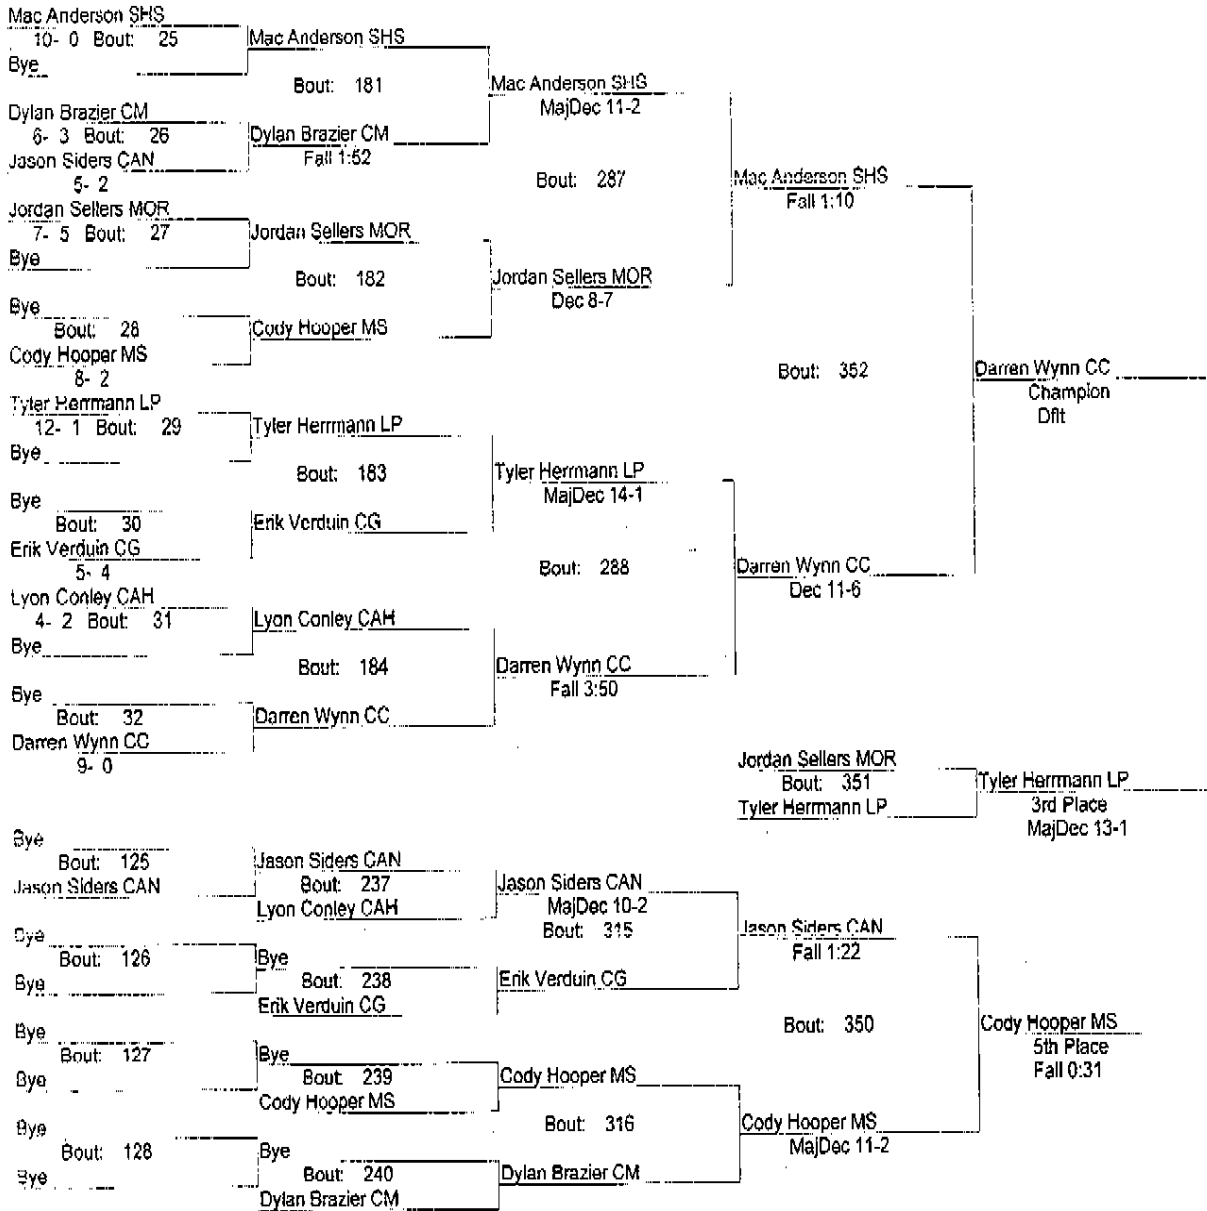 Mac Anderson SHS
10- 0 Bout: 25
Bye
Mac Anderson SHS
Bout: 181
Dylan Brazier CM
6- 3 Bout: 26
Jason Siders CAN
5- 2
Dylan Brazier CM
Fall 1:52
Mac Anderson SHS
MajDec 11-2
Bout: 287
Jordan Sellers MOR
7- 5 Bout: 27
Bye
Jordan Sellers MOR
Bout: 182
Bye
Bout: 28
Cody Hooper MS
8- 2
Cody Hooper MS
Jordan Sellers MOR
Dec 8-7
Mac Anderson SHS
Fall 1:10
Bout: 352
Darren Wynn CC
Champion
Dflt
Tyler Herrmann LP
12- 1 Bout: 29
Bye
Tyler Herrmann LP
Bout: 183
Bye
Bout: 30
Erik Verduin CG
5- 4
Erik Verduin CG
Tyler Herrmann LP
MajDec 14-1
Bout: 288
Lyon Conley CAH
4- 2 Bout: 31
Bye
Lyon Conley CAH
Bout: 184
Bye
Bout: 32
Darren Wynn CC
9- 0
Darren Wynn CC
Darren Wynn CC
Fall 3:50
Darren Wynn CC
Dec 11-6
Jordan Sellers MOR
Bout: 351
Tyler Herrmann LP
Tyler Herrmann LP
3rd Place
MajDec 13-1
Bye
Bout: 125
Jason Siders CAN
Jason Siders CAN
Bout: 237
Lyon Conley CAH
Jason Siders CAN
MajDec 10-2
Bout: 315
Bye
Bout: 126
Bye
Bye
Bout: 238
Erik Verduin CG
Erik Verduin CG
Jason Siders CAN
Fall 1:22
Bout: 350
Bye
Bout: 127
Bye
Bye
Bout: 239
Cody Hooper MS
Cody Hooper MS
Bout: 316
Bye
Bout: 128
Bye
Bye
Bout: 240
Dylan Brazier CM
Dylan Brazier CM
Cody Hooper MS
MajDec 11-2
Cody Hooper MS
5th Place
Fall 0:31